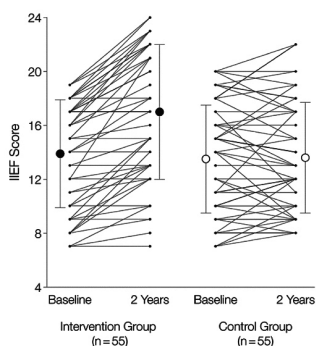 24
20
16
12
8
4
IIEF Score
Baseline 2 Years Baseline 2 Years
Intervention Group Control Group
(n=55) (n=55)